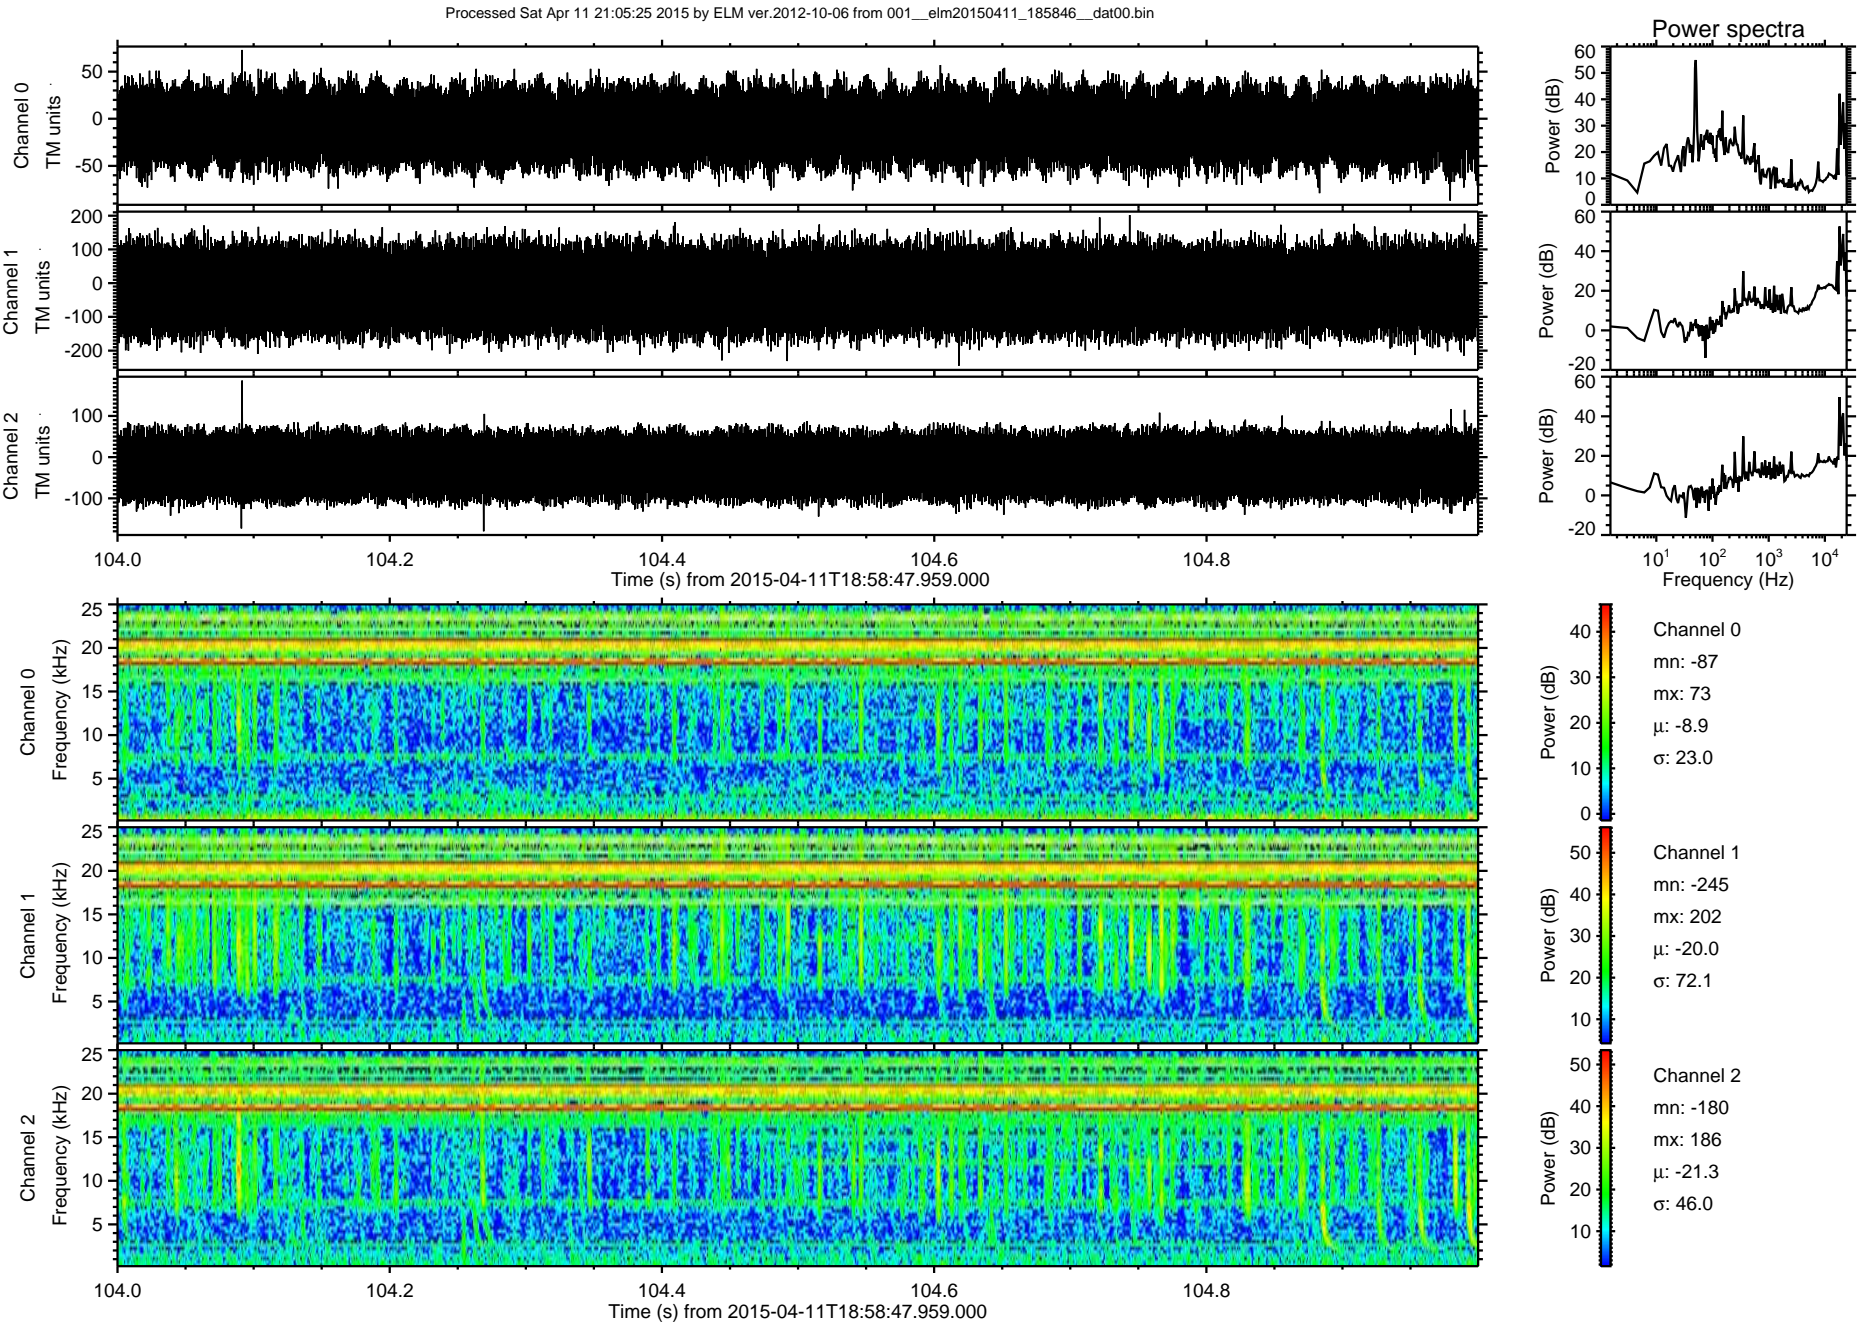 Processed Sat Apr 11 21:05:25 2015 by ELM ver.2012-10-06 from 001__elm20150411_185846__dat00.bin
Power spectra
Channel 0
TM units
50
0
-50
Power (dB)
60
50
40
30
20
10
0
Channel 1
TM units
200
100
0
-100
-200
Power (dB)
60
40
20
0
-20
Channel 2
TM units
100
0
-100
Power (dB)
60
40
20
0
-20
104.0 104.2 104.4 104.6 104.8
Time (s) from 2015-04-11T18:58:47.959.000
10^1 10^2 10^3 10^4
Frequency (Hz)
Channel 0
Frequency (kHz)
25
20
15
10
5
Power (dB)
40
30
20
10
0
Channel 0
mn: -87
mx: 73
μ: -8.9
σ: 23.0
Channel 1
Frequency (kHz)
25
20
15
10
5
Power (dB)
50
40
30
20
10
Channel 1
mn: -245
mx: 202
μ: -20.0
σ: 72.1
Channel 2
Frequency (kHz)
25
20
15
10
5
Power (dB)
50
40
30
20
10
Channel 2
mn: -180
mx: 186
μ: -21.3
σ: 46.0
104.0 104.2 104.4 104.6 104.8
Time (s) from 2015-04-11T18:58:47.959.000